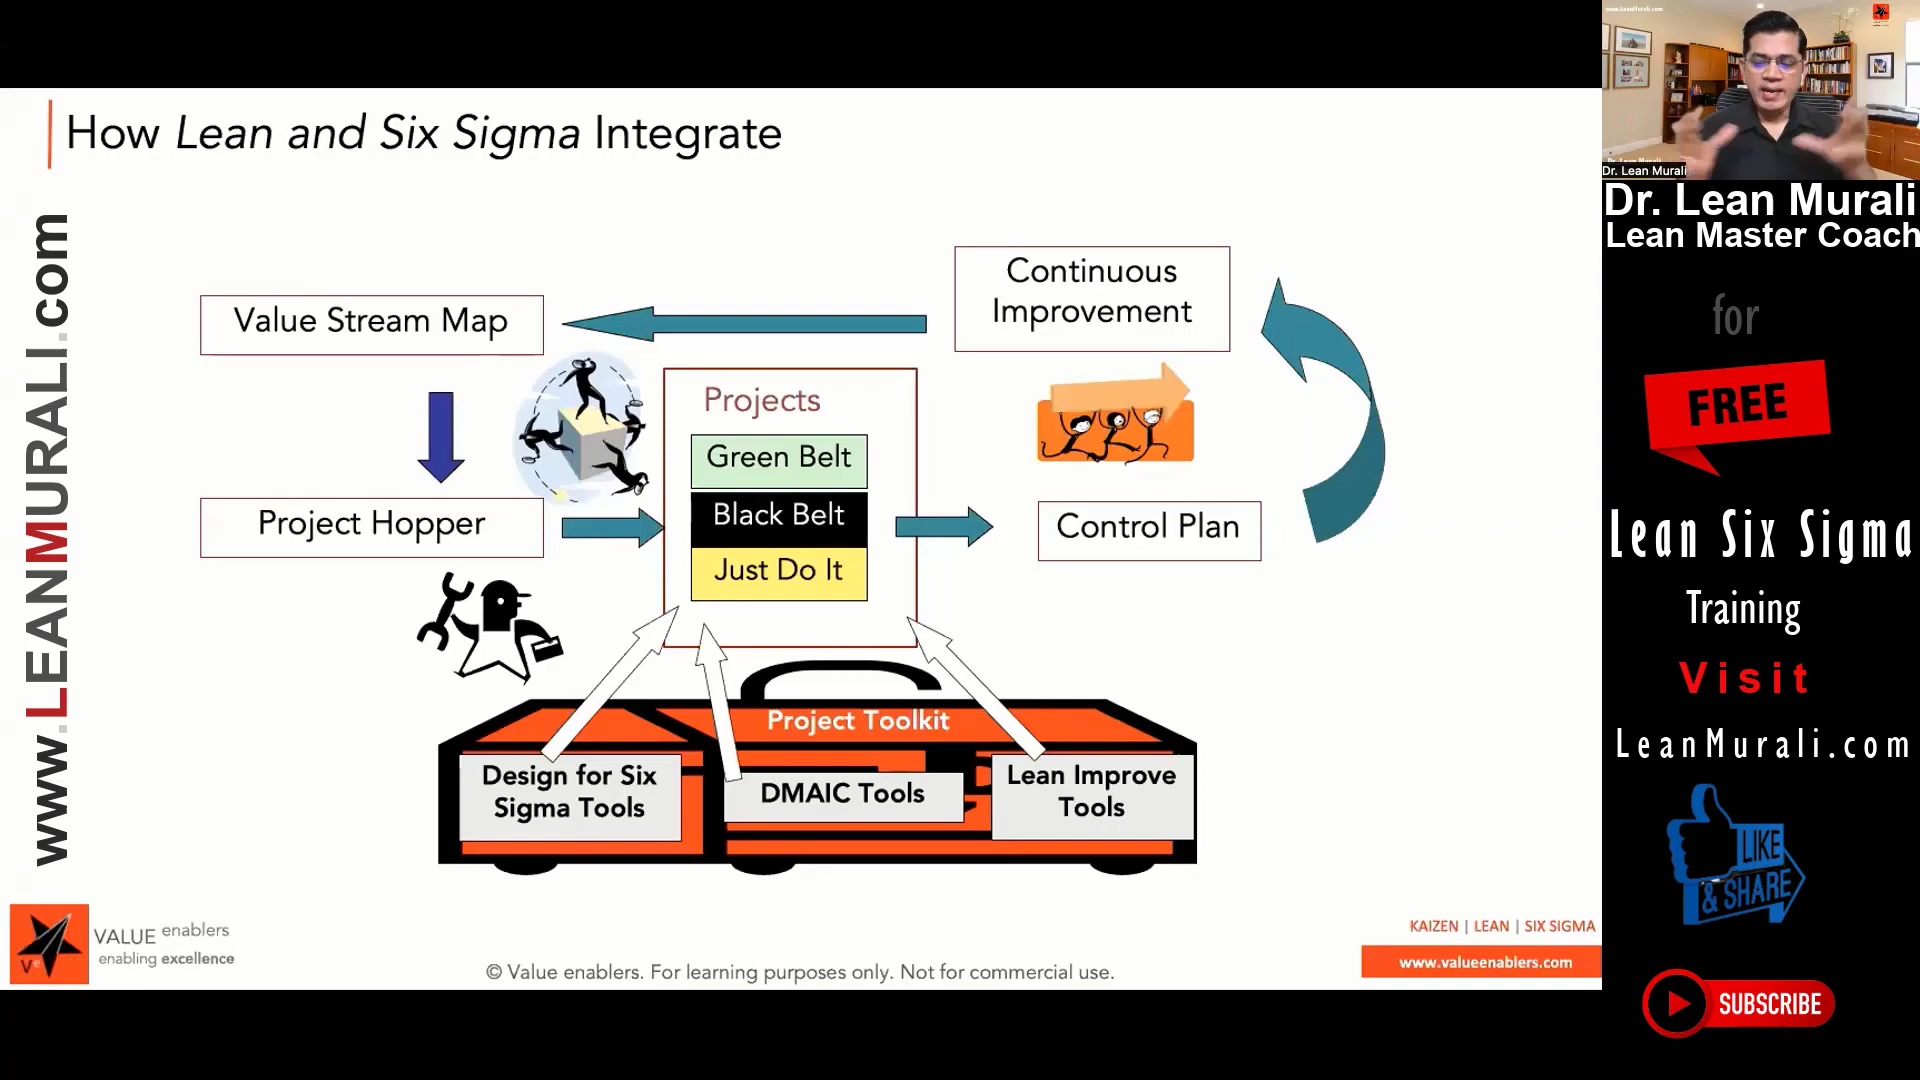 How Lean and Six Sigma Integrate
www.LEANMURALI.com
Continuous
Improvement
Value Stream Map
Projects
Green Belt
Black Belt
Just Do It
Project Hopper
Control Plan
Project Toolkit
Design for Six
Sigma Tools
DMAIC Tools
Lean Improve
Tools
Ve
VALUE enablers
enabling excellence
© Value enablers. For learning purposes only. Not for commercial use.
KAIZEN | LEAN | SIX SIGMA
www.valueenablers.com
Dr. Lean Murali
Dr. Lean Murali
Lean Master Coach
for
FREE
Lean Six Sigma
Training
Visit
LeanMurali.com
LIKE
& SHARE
SUBSCRIBE